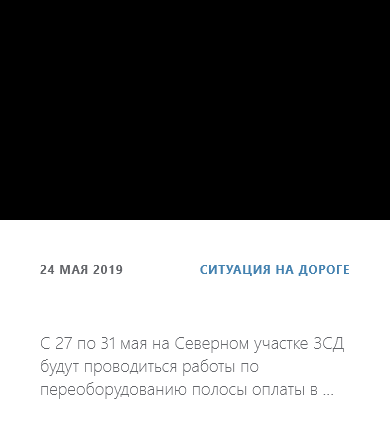 24 МАЯ 2019
СИТУАЦИЯ НА ДОРОГЕ
С 27 по 31 мая на Северном участке ЗСД
будут проводиться работы по
переоборудованию полосы оплаты в ...